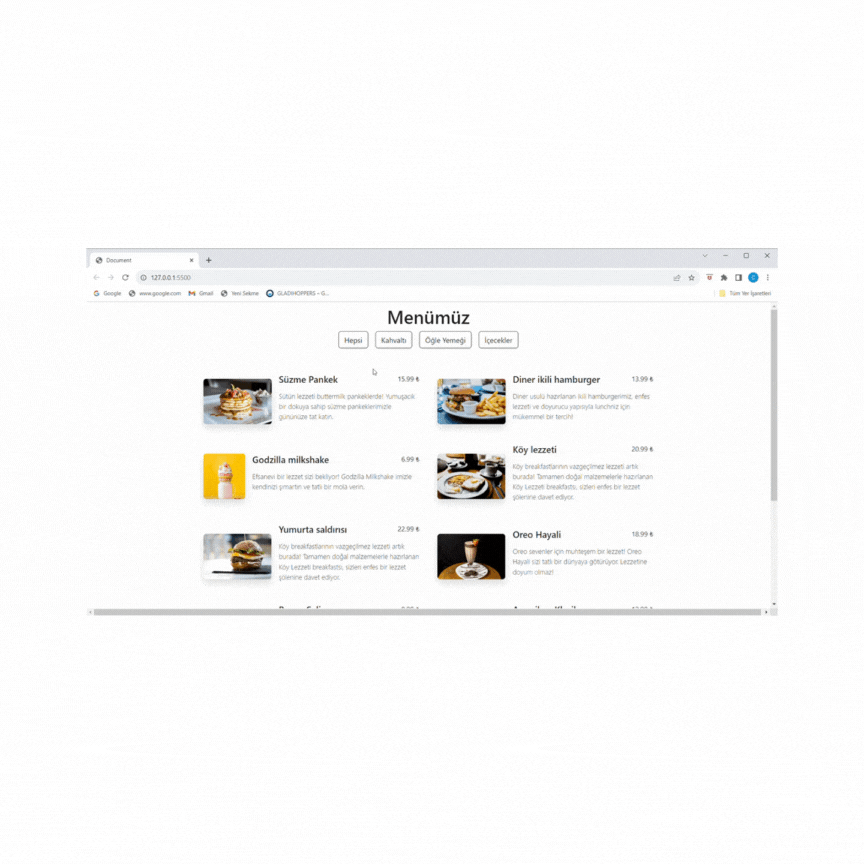 Document
127.0.0.1:5500
Google
www.google.com
Gmail
Yeni Sekme
GLADIHOPPERS – G...
Tüm Yer İşaretleri
Menümüz
Hepsi
Kahvaltı
Öğle Yemeği
İçecekler
Süzme Pankek
15.99 ₺
Sütün lezzeti buttermilk pankeklerde! Yumuşacık
bir dokuya sahip süzme pankeklerimizle
gününüze tat katın.
Diner ikili hamburger
13.99 ₺
Diner usulü hazırlanan ikili hamburgerimiz, enfes
lezzeti ve doyurucu yapısıyla lunchınız için
mükemmel bir tercih!
Godzilla milkshake
6.99 ₺
Efsanevi bir lezzet sizi bekliyor! Godzilla Milkshake imizle
kendinizi şımartın ve tatlı bir mola verin.
Köy lezzeti
20.99 ₺
Köy breakfastlarının vazgeçilmez lezzeti artık
burada! Tamamen doğal malzemelerle hazırlanan
Köy Lezzeti breakfastı, sizleri enfes bir lezzet
şölenine davet ediyor.
Yumurta saldırısı
22.99 ₺
Köy breakfastlarının vazgeçilmez lezzeti artık
burada! Tamamen doğal malzemelerle hazırlanan
Köy Lezzeti breakfastı, sizleri enfes bir lezzet
şölenine davet ediyor.
Oreo Hayali
18.99 ₺
Oreo sevenler için muhteşem bir lezzet! Oreo
Hayali sizi tatlı bir dünyaya götürüyor. Lezzetine
doyum olmaz!